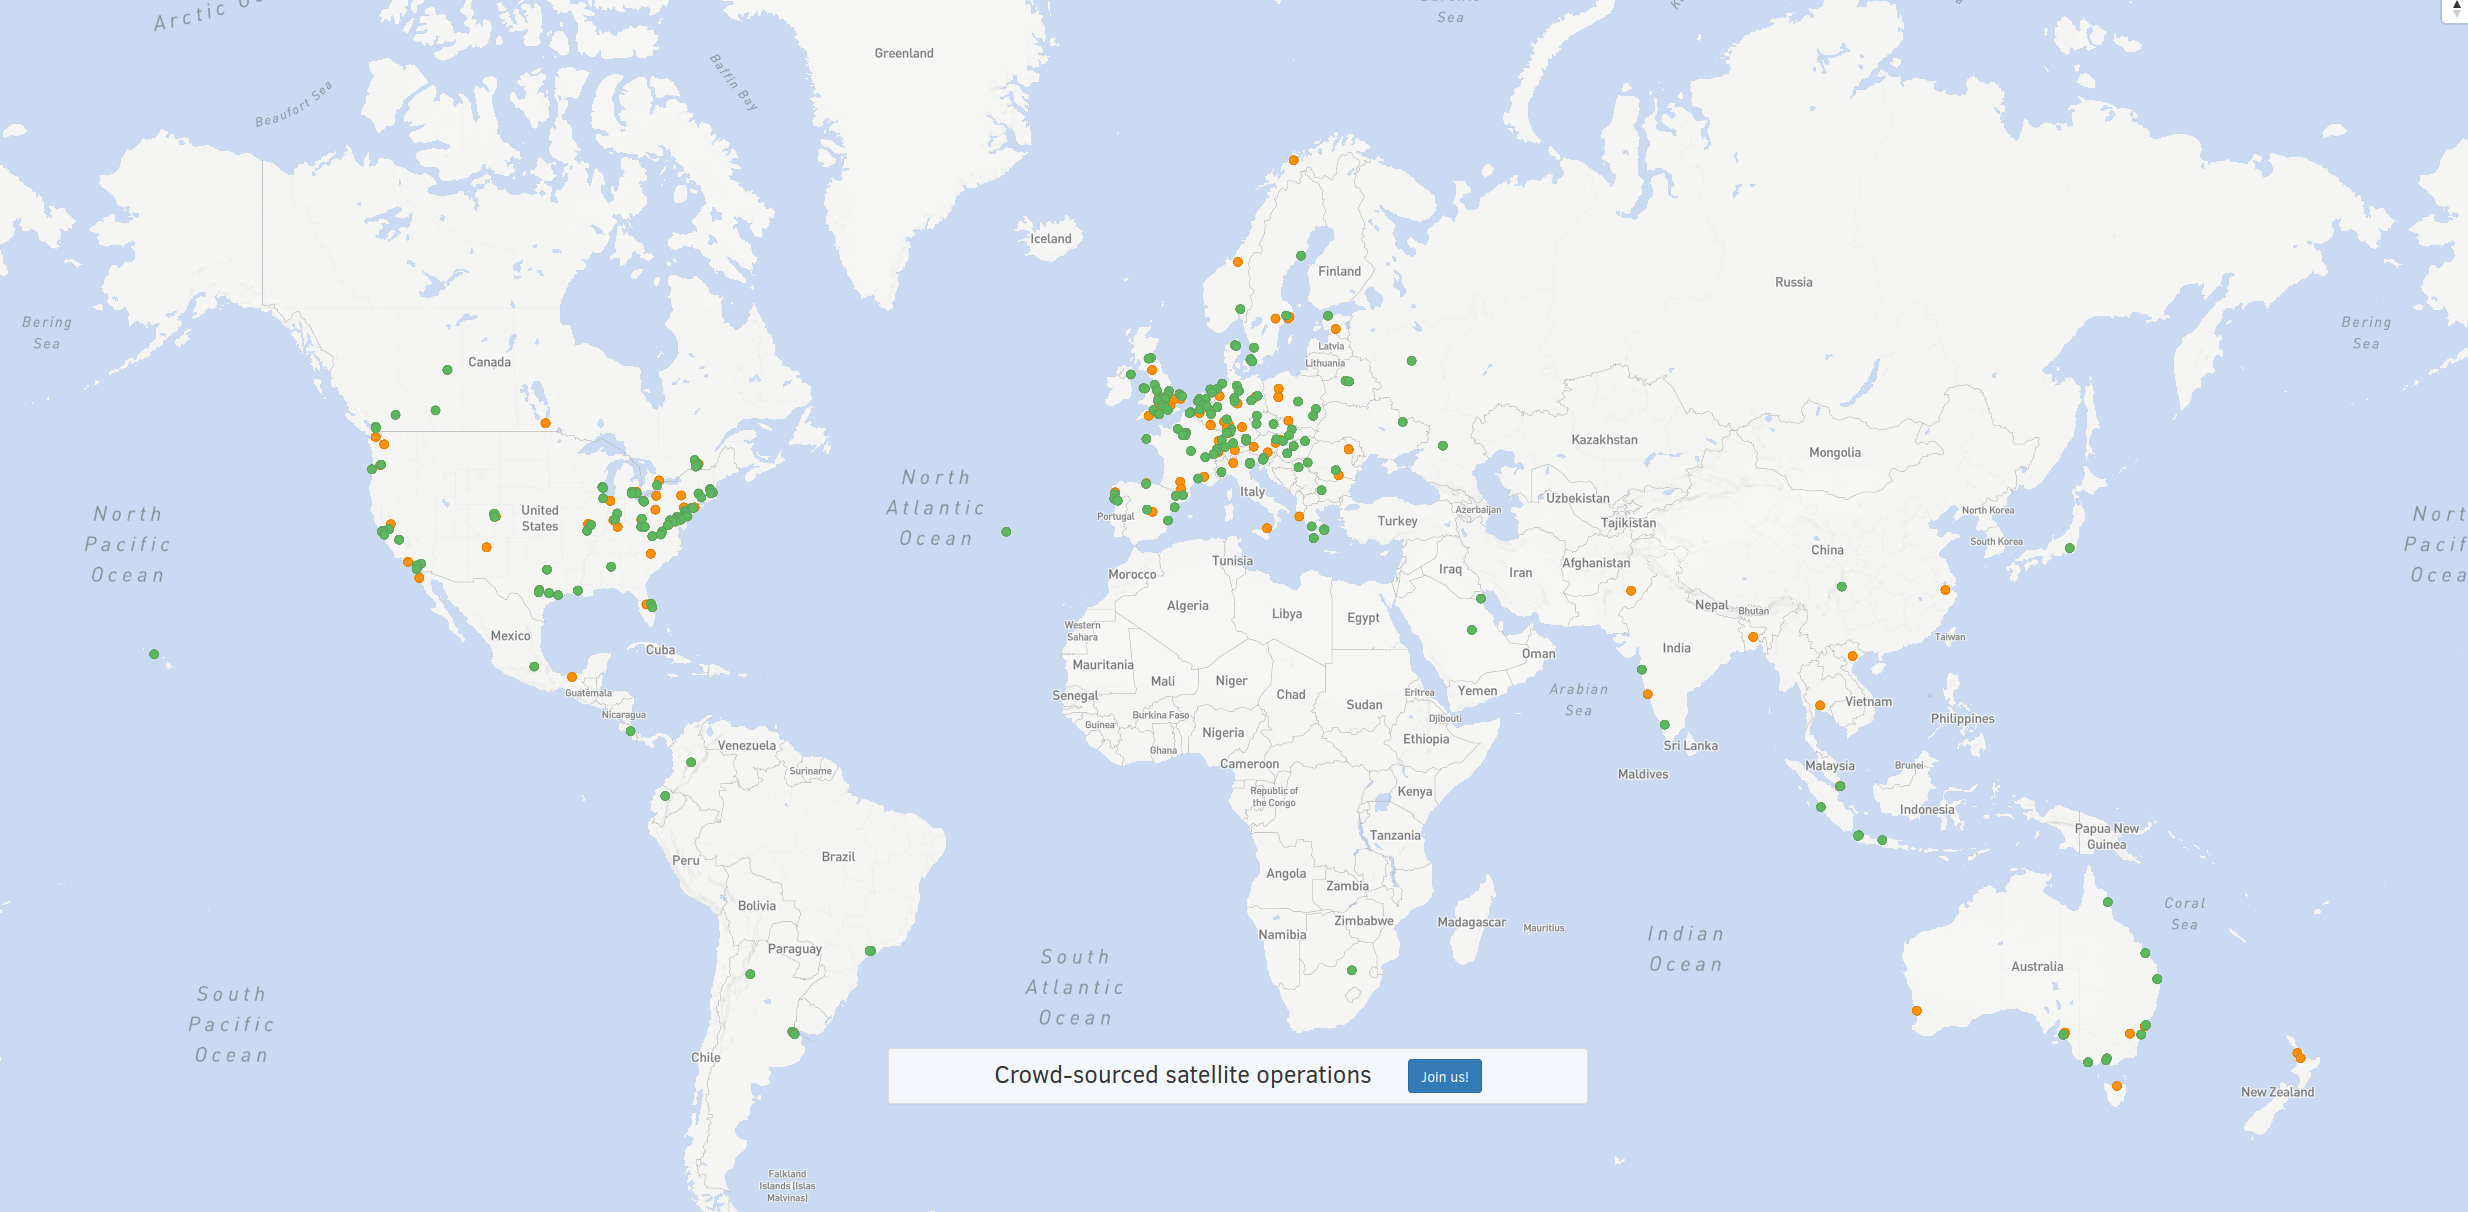 Greenland
Sea
Beaufort Sea
Baffin Bay
Iceland
Finland
Russia
Bering
Sea
Bering
Sea
Latvia
Lithuania
Canada
Kazakhstan
Mongolia
North
Atlantic
Ocean
Italy
Uzbekistan
North
Pacific
Ocean
United
States
Portugal
Turkey
Azerbaijan
Tajikistan
North Korea
South Korea
Nort
Pacif
Ocea
China
Tunisia
Morocco
Iraq
Iran
Afghanistan
Algeria
Libya
Egypt
Nepal
Bhutan
Western
Sahara
Mexico
Cuba
Taiwan
India
Oman
Mauritania
Mali
Niger
Chad
Guatemala
Senegal
Eritrea
Yemen
Arabian
Sea
Sudan
Vietnam
Nicaragua
Burkina Faso
Guinea
Djibouti
Philippines
Nigeria
Ethiopia
Ghana
Venezuela
Sri Lanka
Cameroon
Suriname
Maldives
Malaysia
Brunei
Republic of
the Congo
Kenya
Indonesia
Tanzania
Papua New
Guinea
Peru
Brazil
Angola
Zambia
Bolivia
Coral
Sea
Zimbabwe
Madagascar
Mauritius
Namibia
Indian
Ocean
Paraguay
South
Atlantic
Ocean
Australia
South
Pacific
Ocean
Chile
Crowd-sourced satellite operations
Join us!
New Zealand
Falkland
Islands (Islas
Malvinas)